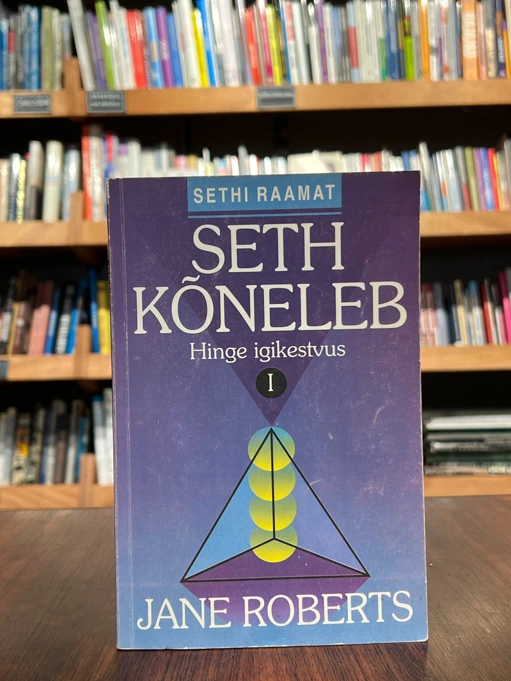 SETHI RAAMAT
SETH
KÕNELEB
Hinge igikestvus
I
JANE ROBERTS